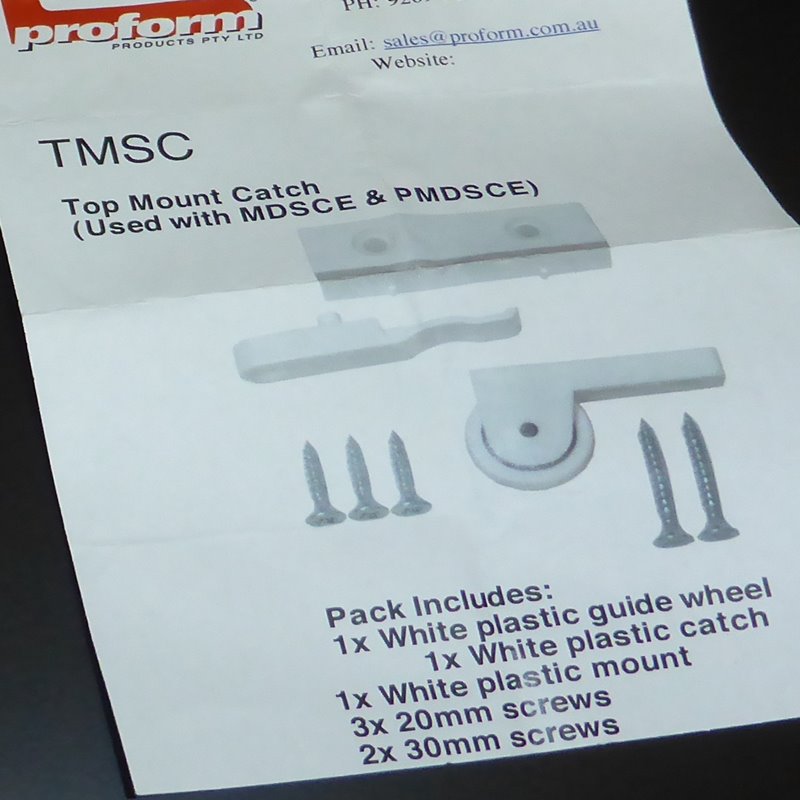 proform
PRODUCTS PTY LTD
PH:
Email: sales@proform.com.au
Website:
TMSC
Top Mount Catch
(Used with MDSCE & PMDSCE)
Pack Includes:
1x White plastic guide wheel
1x White plastic catch
1x White plastic mount
3x 20mm screws
2x 30mm screws